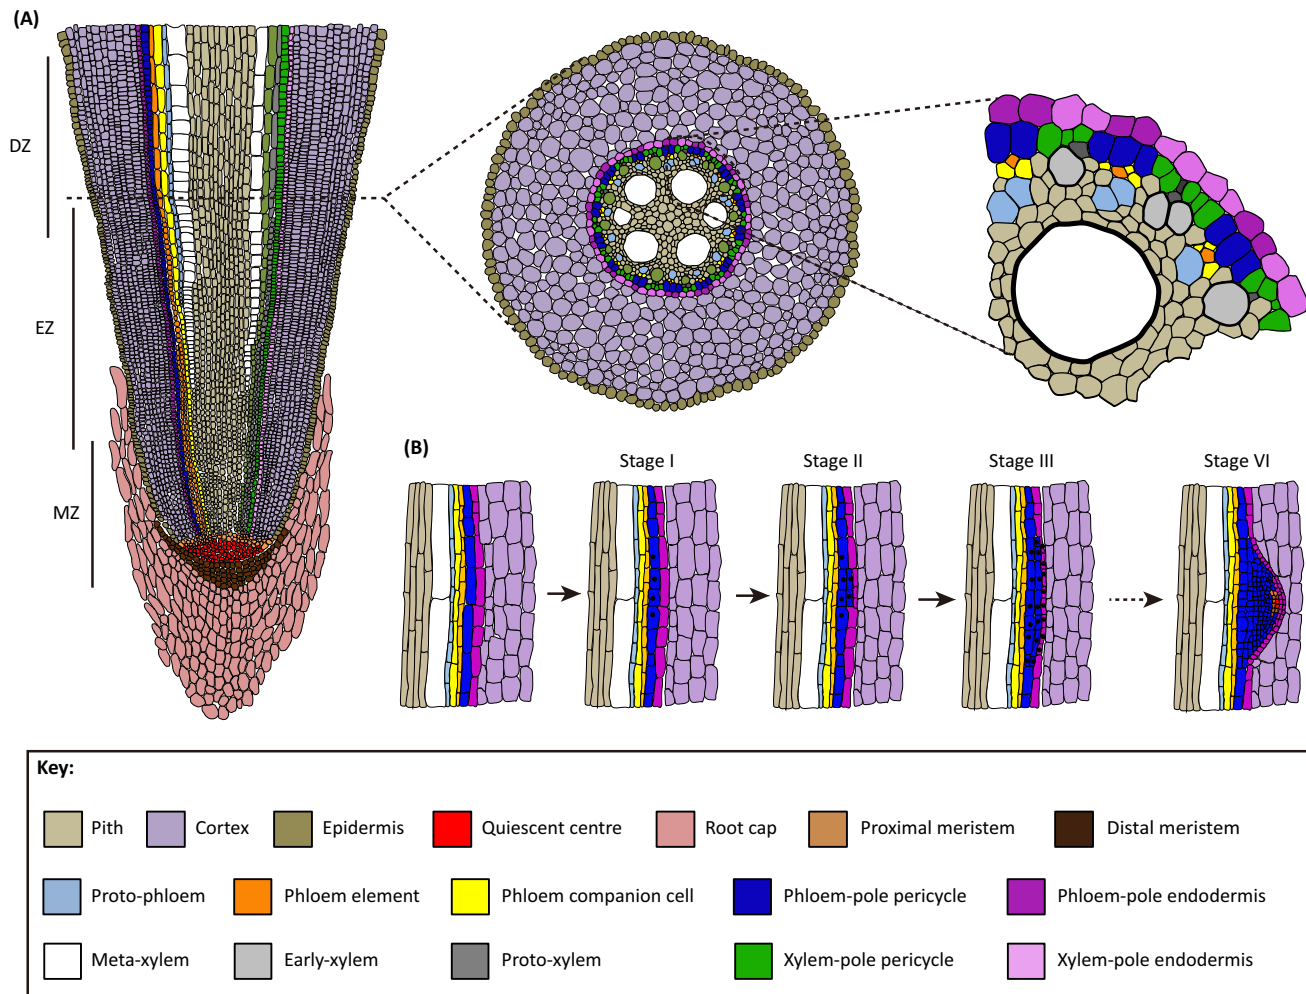 (A)
DZ
EZ
MZ
(B)
Stage I
Stage II
Stage III
Stage VI
Key:
Pith
Cortex
Epidermis
Quiescent centre
Root cap
Proximal meristem
Distal meristem
Proto-phloem
Phloem element
Phloem companion cell
Phloem-pole pericycle
Phloem-pole endodermis
Meta-xylem
Early-xylem
Proto-xylem
Xylem-pole pericycle
Xylem-pole endodermis